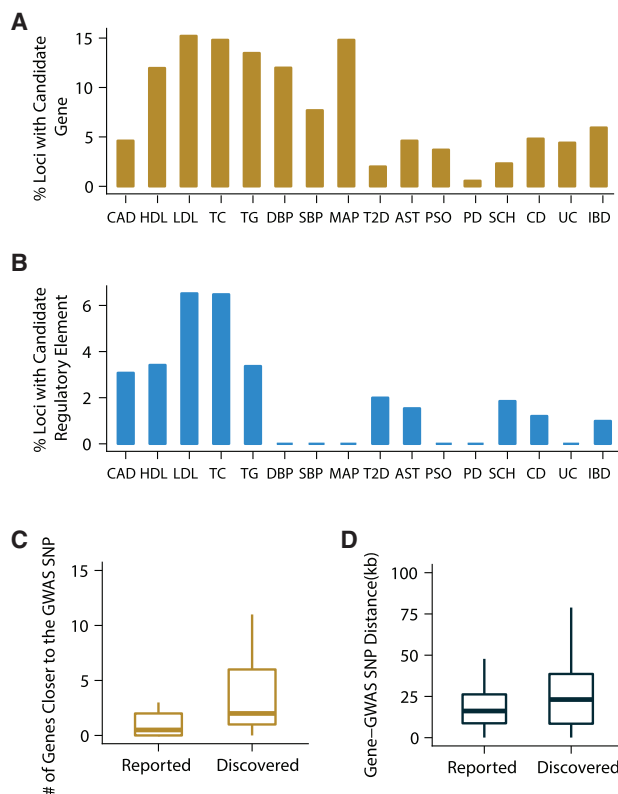 A
% Loci with Candidate
Gene
15
10
5
0
CAD HDL LDL TC TG DBP SBP MAP T2D AST PSO PD SCH CD UC IBD
B
% Loci with Candidate
Regulatory Element
6
4
2
0
CAD HDL LDL TC TG DBP SBP MAP T2D AST PSO PD SCH CD UC IBD
C
# of Genes Closer to the GWAS SNP
15
10
5
0
Reported Discovered
D
Gene–GWAS SNP Distance(kb)
100
75
50
25
0
Reported Discovered